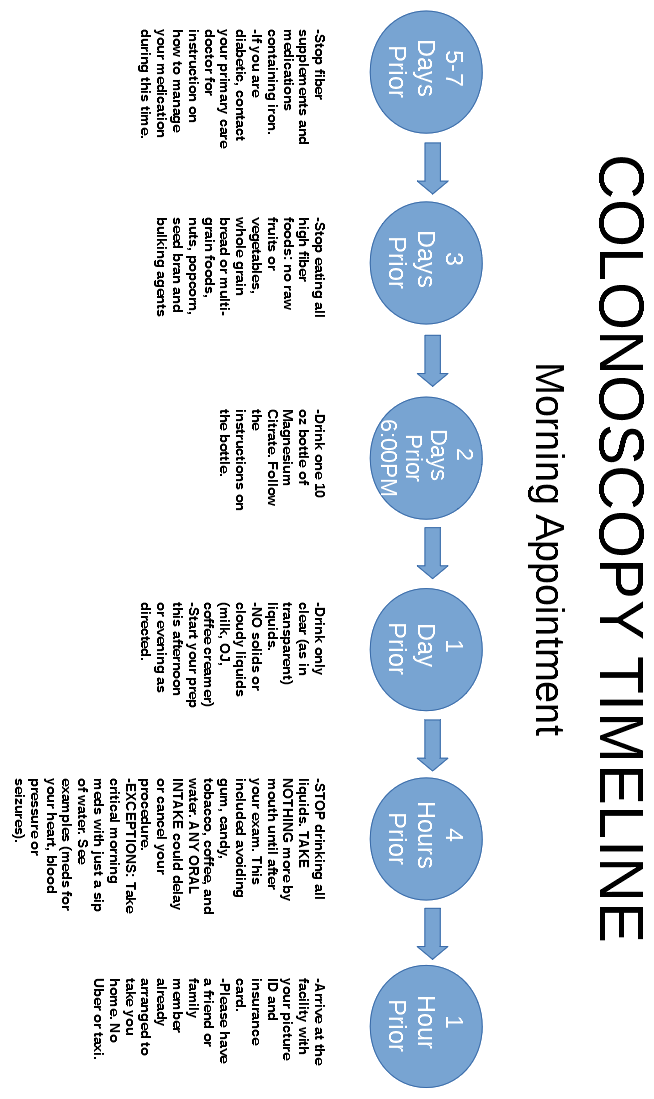 COLONOSCOPY TIMELINE
Morning Appointment
5-7
Days
Prior
-Stop fiber
supplements and
medications
containing iron.
-If you are
diabetic, contact
your primary care
doctor for
instruction on
how to manage
your medication
during this time.
3
Days
Prior
-Stop eating all
high fiber
foods: no raw
fruits or
vegetables,
whole grain
bread or multi-
grain foods,
nuts, popcorn,
seed bran and
bulking agents
2
Days
Prior
6:00PM
-Drink one 10
oz bottle of
Magnesium
Citrate. Follow
the
instructions on
the bottle.
1
Day
Prior
-Drink only
clear (as in
transparent)
liquids.
-NO solids or
cloudy liquids
(milk, OJ,
coffee creamer)
-Start your prep
this afternoon
or evening as
directed.
4
Hours
Prior
-STOP drinking all
liquids. TAKE
NOTHING more by
mouth until after
your exam. This
included avoiding
gum, candy,
tobacco, coffee, and
water. ANY ORAL
INTAKE could delay
or cancel your
procedure.
-EXCEPTIONS: Take
critical morning
meds with just a sip
of water. See
examples (meds for
your heart, blood
pressure or
seizures).
1
Hour
Prior
-Arrive at the
facility with
your picture
ID and
insurance
card.
-Please have
a friend or
family
member
already
arranged to
take you
home. No
Uber or taxi.